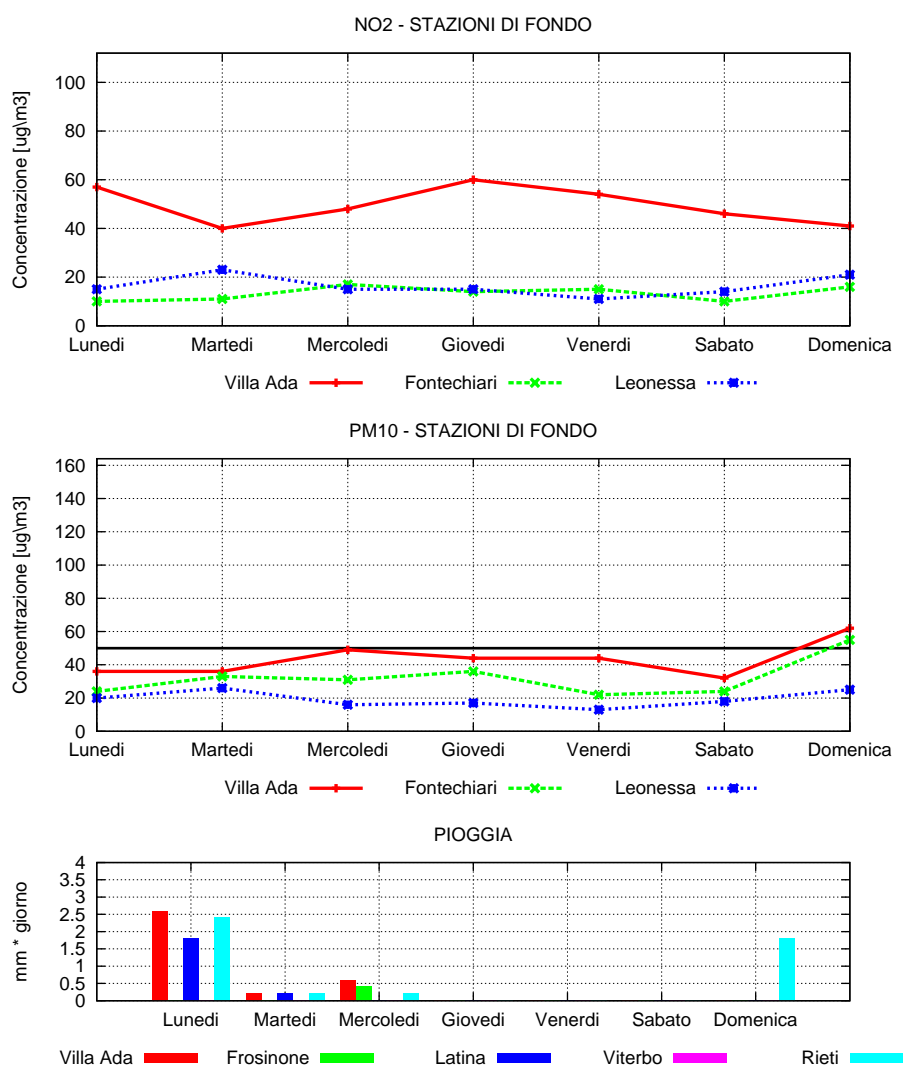 NO2 - STAZIONI DI FONDO
Concentrazione [ug\m3]
100
80
60
40
20
0
Lunedi Martedi Mercoledi Giovedi Venerdi Sabato Domenica
Villa Ada Fontechiari Leonessa
PM10 - STAZIONI DI FONDO
Concentrazione [ug\m3]
160
140
120
100
80
60
40
20
0
Lunedi Martedi Mercoledi Giovedi Venerdi Sabato Domenica
Villa Ada Fontechiari Leonessa
PIOGGIA
mm * giorno
4
3.5
3
2.5
2
1.5
1
0.5
0
Lunedi Martedi Mercoledi Giovedi Venerdi Sabato Domenica
Villa Ada Frosinone Latina Viterbo Rieti